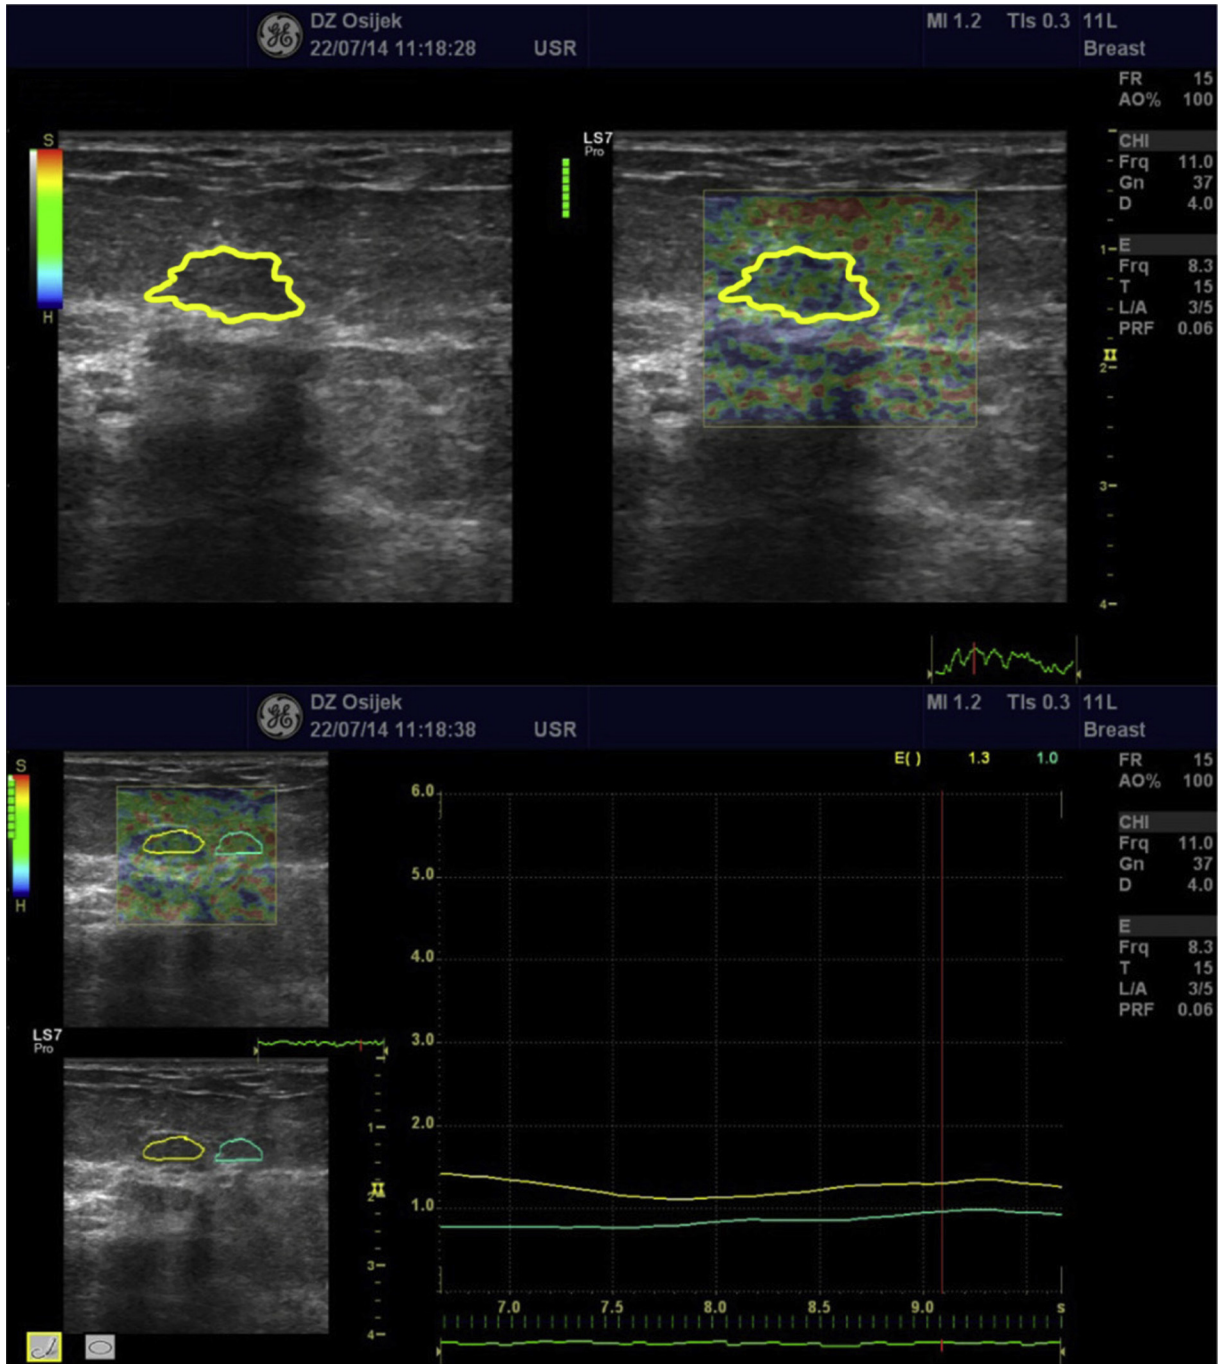 DZ Osijek
22/07/14 11:18:28 USR
MI 1.2 TIs 0.3 11L
Breast
FR 15
AO% 100
CHI
Frq 11.0
Gn 37
D 4.0
E
Frq 8.3
T 15
L/A 3/5
PRF 0.06
S
H
LS7
Pro
1
2
3
4
DZ Osijek
22/07/14 11:18:38 USR
MI 1.2 TIs 0.3 11L
Breast
FR 15
AO% 100
CHI
Frq 11.0
Gn 37
D 4.0
E
Frq 8.3
T 15
L/A 3/5
PRF 0.06
S
H
LS7
Pro
1
2
3
4
E( ) 1.3 1.0
6.0
5.0
4.0
3.0
2.0
1.0
7.0 7.5 8.0 8.5 9.0 s